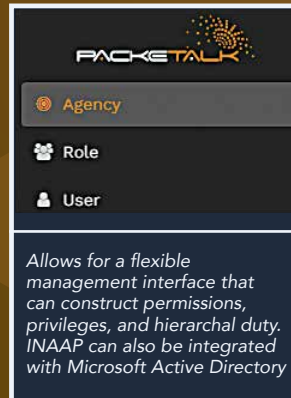 PACKETALK
Agency
Role
User
Allows for a flexible
management interface that
can construct permissions,
privileges, and hierarchal duty.
INAAP can also be integrated
with Microsoft Active Directory